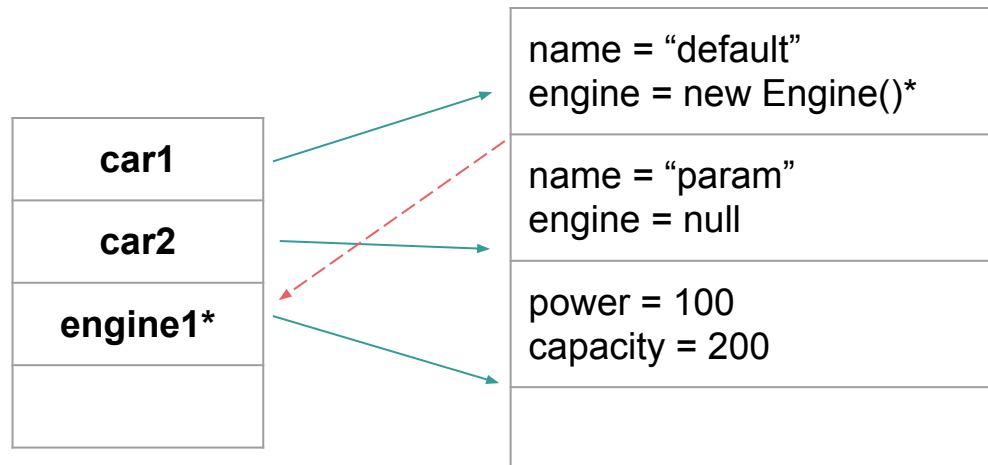 car1
car2
engine1*
name = “default”
engine = new Engine()*
name = “param”
engine = null
power = 100
capacity = 200